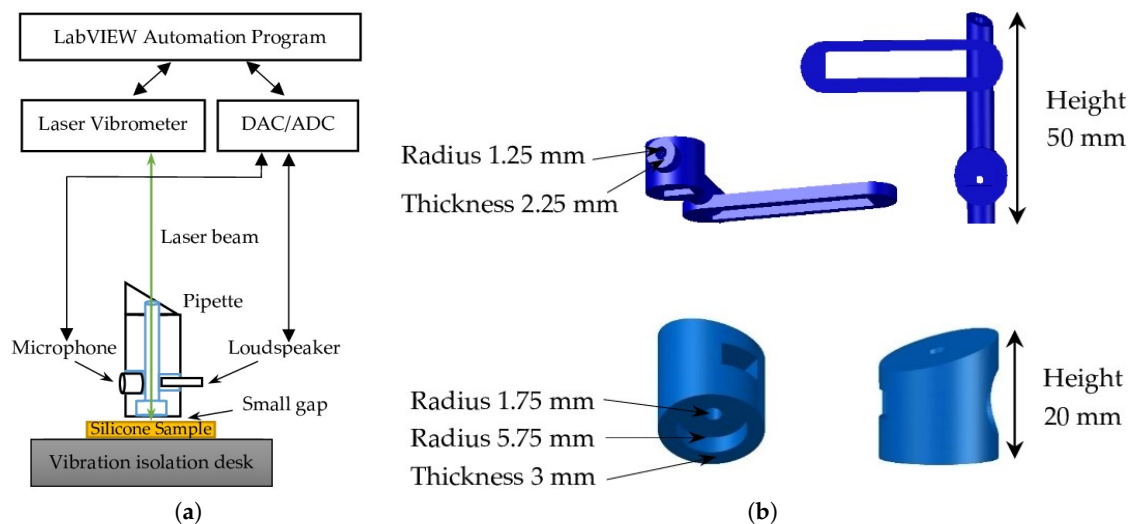 LabVIEW Automation Program
Laser Vibrometer
DAC/ADC
Laser beam
Pipette
Microphone
Loudspeaker
Small gap
Silicone Sample
Vibration isolation desk
(a)
Radius 1.25 mm
Thickness 2.25 mm
Height
50 mm
Radius 1.75 mm
Radius 5.75 mm
Thickness 3 mm
Height
20 mm
(b)